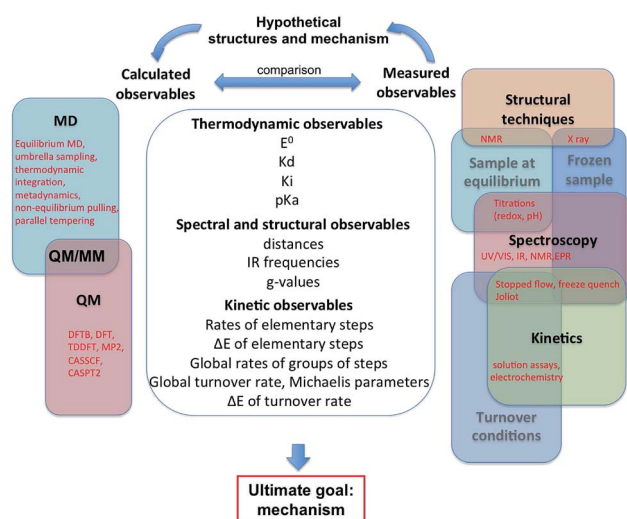 Hypothetical
structures and mechanism
Calculated
observables
comparison
Measured
observables
MD
Equilibrium MD,
umbrella sampling,
thermodynamic
integration,
metadynamics,
non-equilibrium pulling,
parallel tempering
QM/MM
QM
DFTB, DFT,
TDDFT, MP2,
CASSCF,
CASPT2
Thermodynamic observables
E⁰
Kd
Ki
pKa
Spectral and structural observables
distances
IR frequencies
g-values
Kinetic observables
Rates of elementary steps
ΔE of elementary steps
Global rates of groups of steps
Global turnover rate, Michaelis parameters
ΔE of turnover rate
Structural
techniques
NMR
X ray
Sample at
equilibrium
Frozen
sample
Titrations
(redox, pH)
Spectroscopy
UV/VIS, IR, NMR,EPR
Stopped flow, freeze quench
Joliot
Kinetics
solution assays,
electrochemistry
Turnover
conditions
Ultimate goal:
mechanism